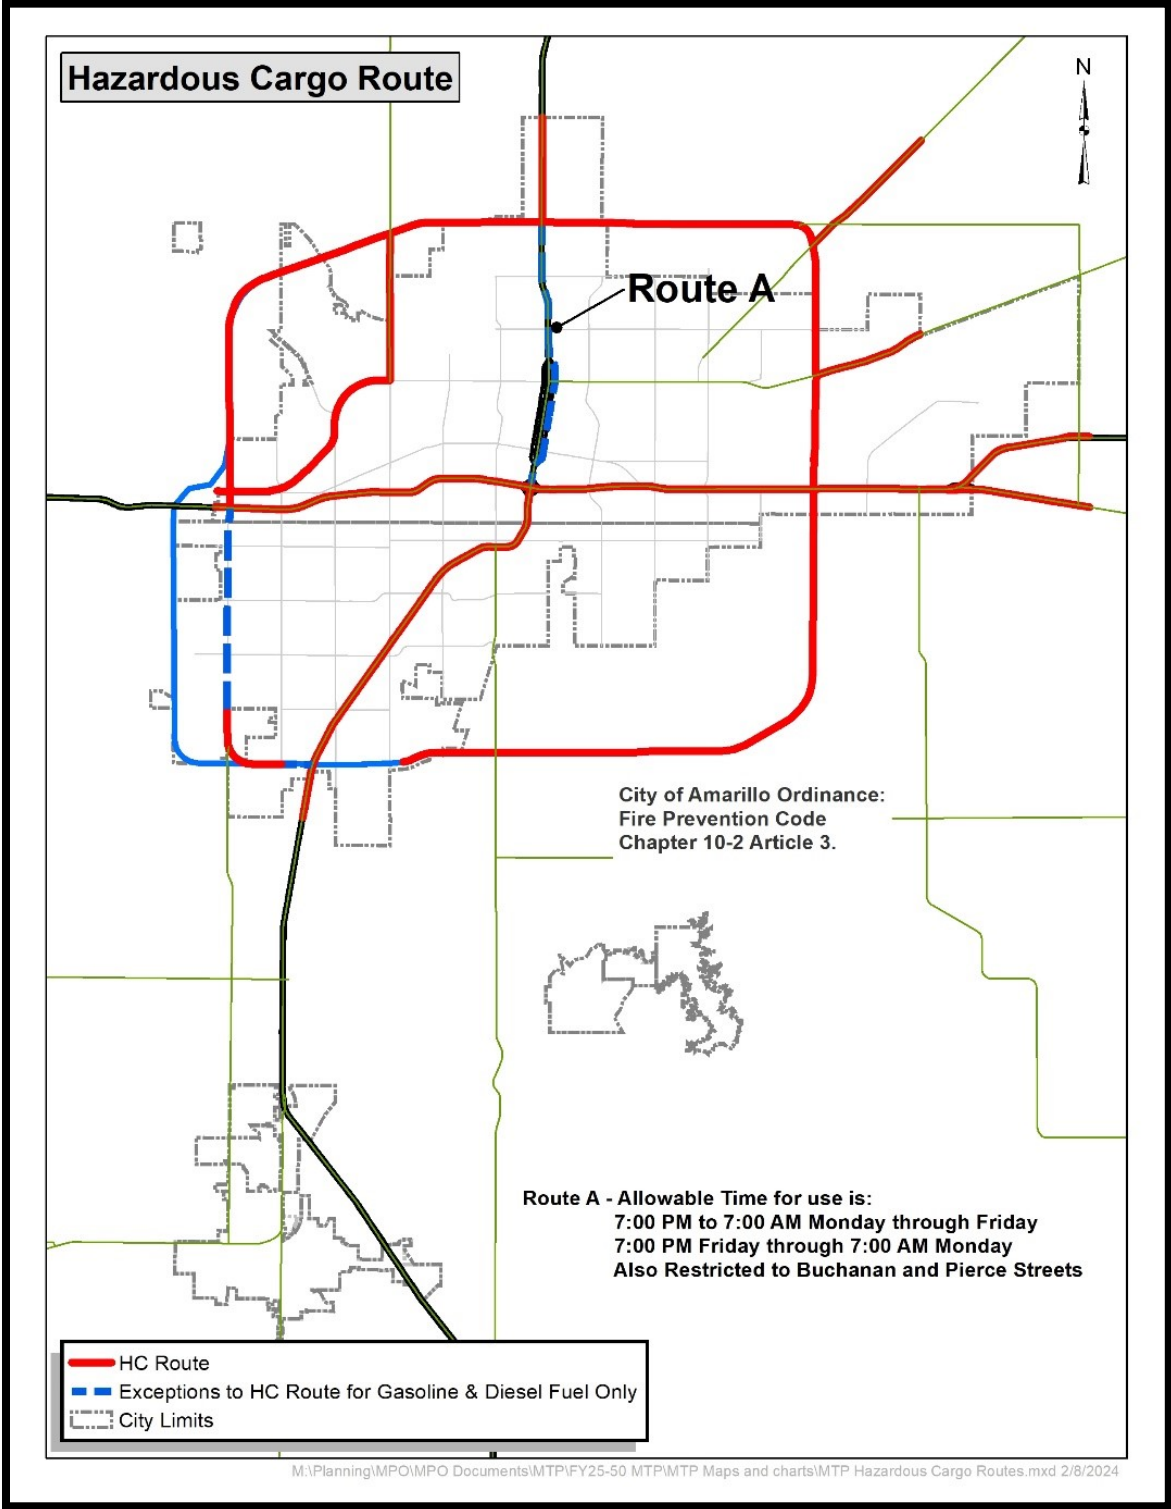 Hazardous Cargo Route
N
Route A
City of Amarillo Ordinance:
Fire Prevention Code
Chapter 10-2 Article 3.
Route A - Allowable Time for use is:
7:00 PM to 7:00 AM Monday through Friday
7:00 PM Friday through 7:00 AM Monday
Also Restricted to Buchanan and Pierce Streets
HC Route
Exceptions to HC Route for Gasoline & Diesel Fuel Only
City Limits
M:\Planning\MPO\MPO Documents\MTP\FY25-50 MTP\MTP Maps and charts\MTP Hazardous Cargo Routes.mxd 2/8/2024